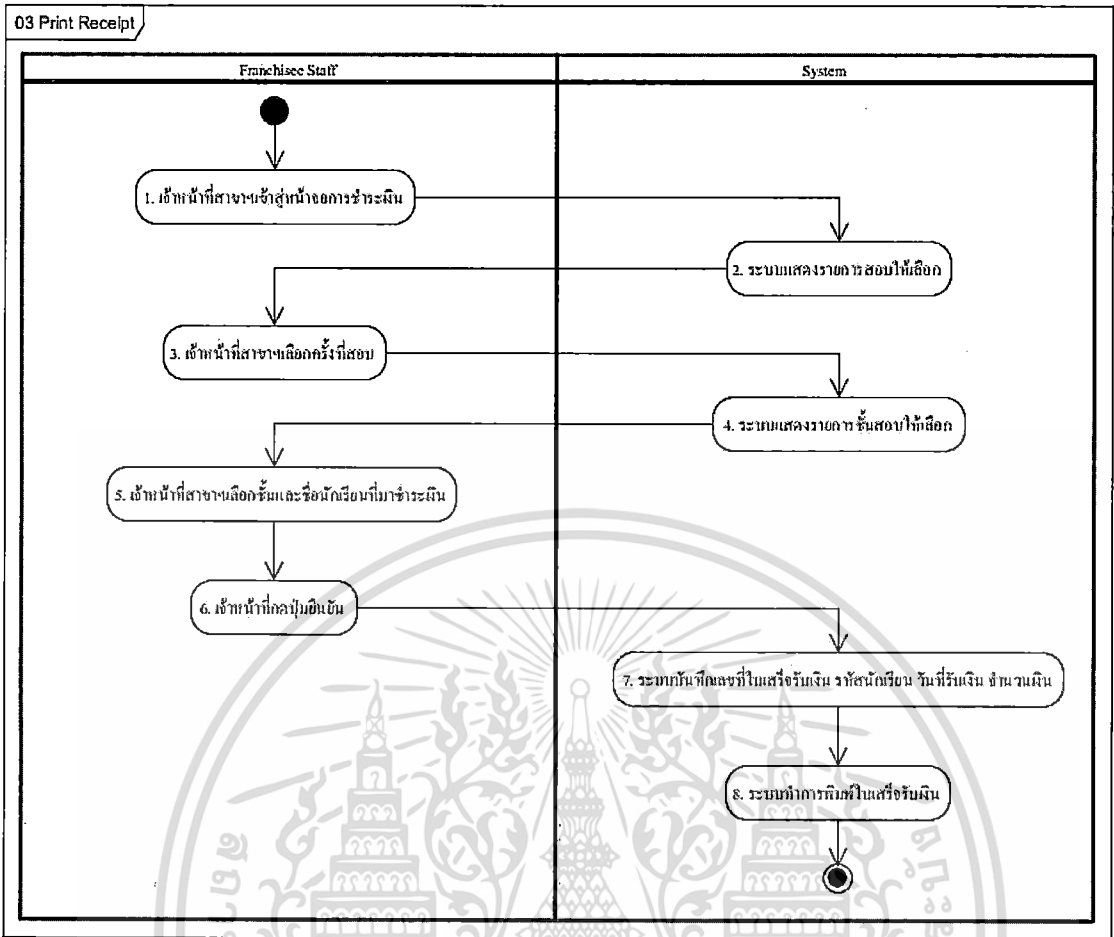 03 Print Receipt
Franchisee Staff
System
1. เจ้าหน้าที่สาขาฯเข้าสู่หน้าจอการชำระเงิน
2. ระบบแสดงรายการสอบให้เลือก
3. เจ้าหน้าที่สาขาฯเลือกครั้งที่สอบ
4. ระบบแสดงรายการชั้นสอบให้เลือก
5. เจ้าหน้าที่สาขาฯเลือกชั้นและชื่อนักเรียนที่มาชำระเงิน
6. เจ้าหน้าที่กดปุ่มยืนยัน
7. ระบบบันทึกเลขที่ใบเสร็จรับเงิน รหัสนักเรียน วันที่รับเงิน จำนวนเงิน
8. ระบบทำการพิมพ์ใบเสร็จรับเงิน